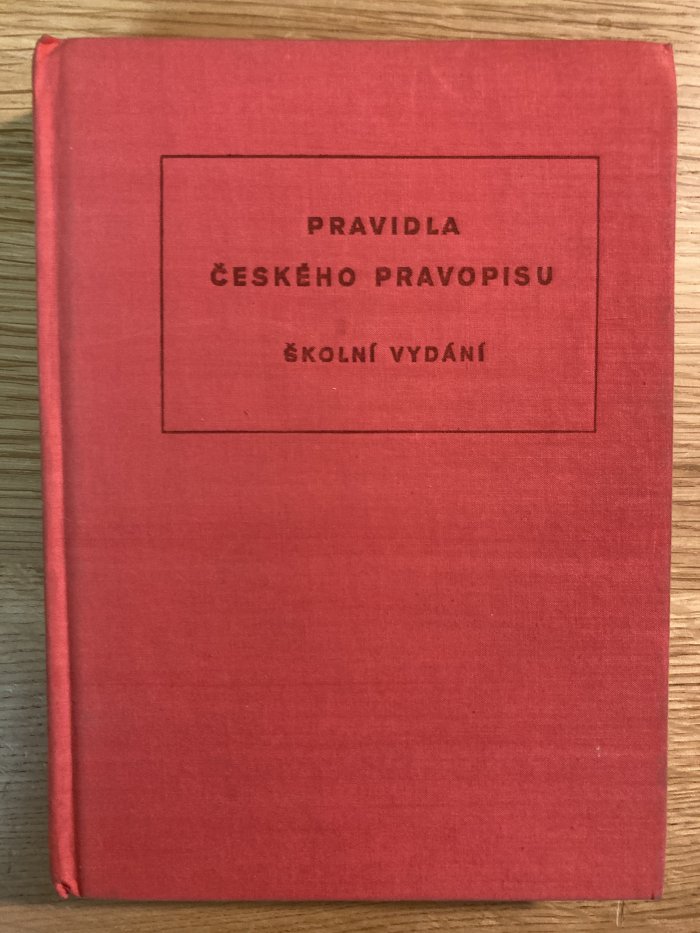 PRAVIDLA
ČESKÉHO PRAVOPISU
ŠKOLNÍ VYDÁNÍ